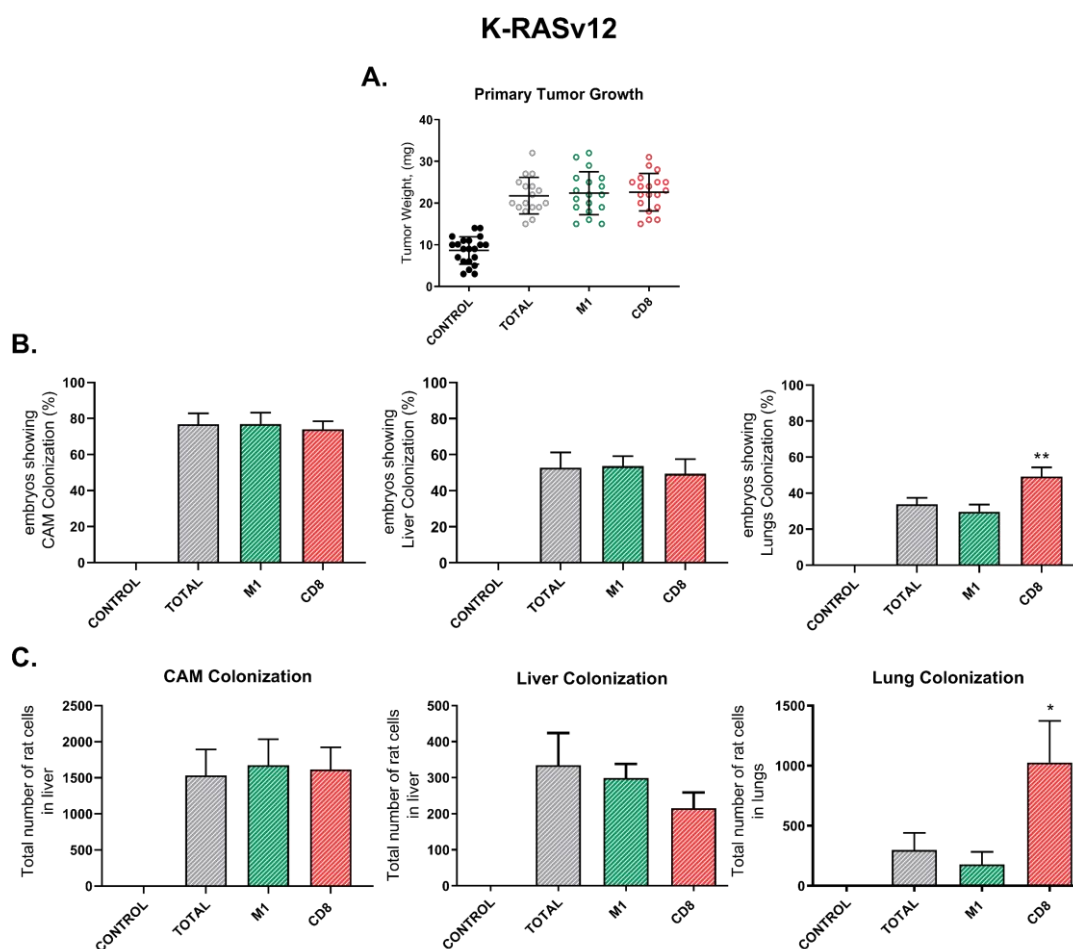 K-RASv12
A.
Primary Tumor Growth
Tumor Weight, (mg)
40
30
20
10
0
CONTROL
TOTAL
M1
CD8
B.
embryos showing
CAM Colonization (%)
100
80
60
40
20
0
CONTROL
TOTAL
M1
CD8
embryos showing
Liver Colonization (%)
100
80
60
40
20
0
CONTROL
TOTAL
M1
CD8
embryos showing
Lungs Colonization (%)
100
80
60
40
20
0
**
CONTROL
TOTAL
M1
CD8
C.
CAM Colonization
Total number of rat cells
in liver
2500
2000
1500
1000
500
0
CONTROL
TOTAL
M1
CD8
Liver Colonization
Total number of rat cells
in liver
500
400
300
200
100
0
CONTROL
TOTAL
M1
CD8
Lung Colonization
Total number of rat cells
in lungs
1500
1000
500
0
*
CONTROL
TOTAL
M1
CD8